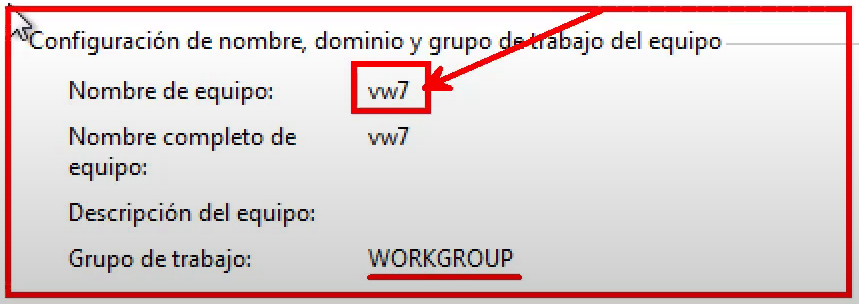 Configuración de nombre, dominio y grupo de trabajo del equipo
Nombre de equipo: vw7
Nombre completo de vw7
equipo:
Descripción del equipo:
Grupo de trabajo: WORKGROUP